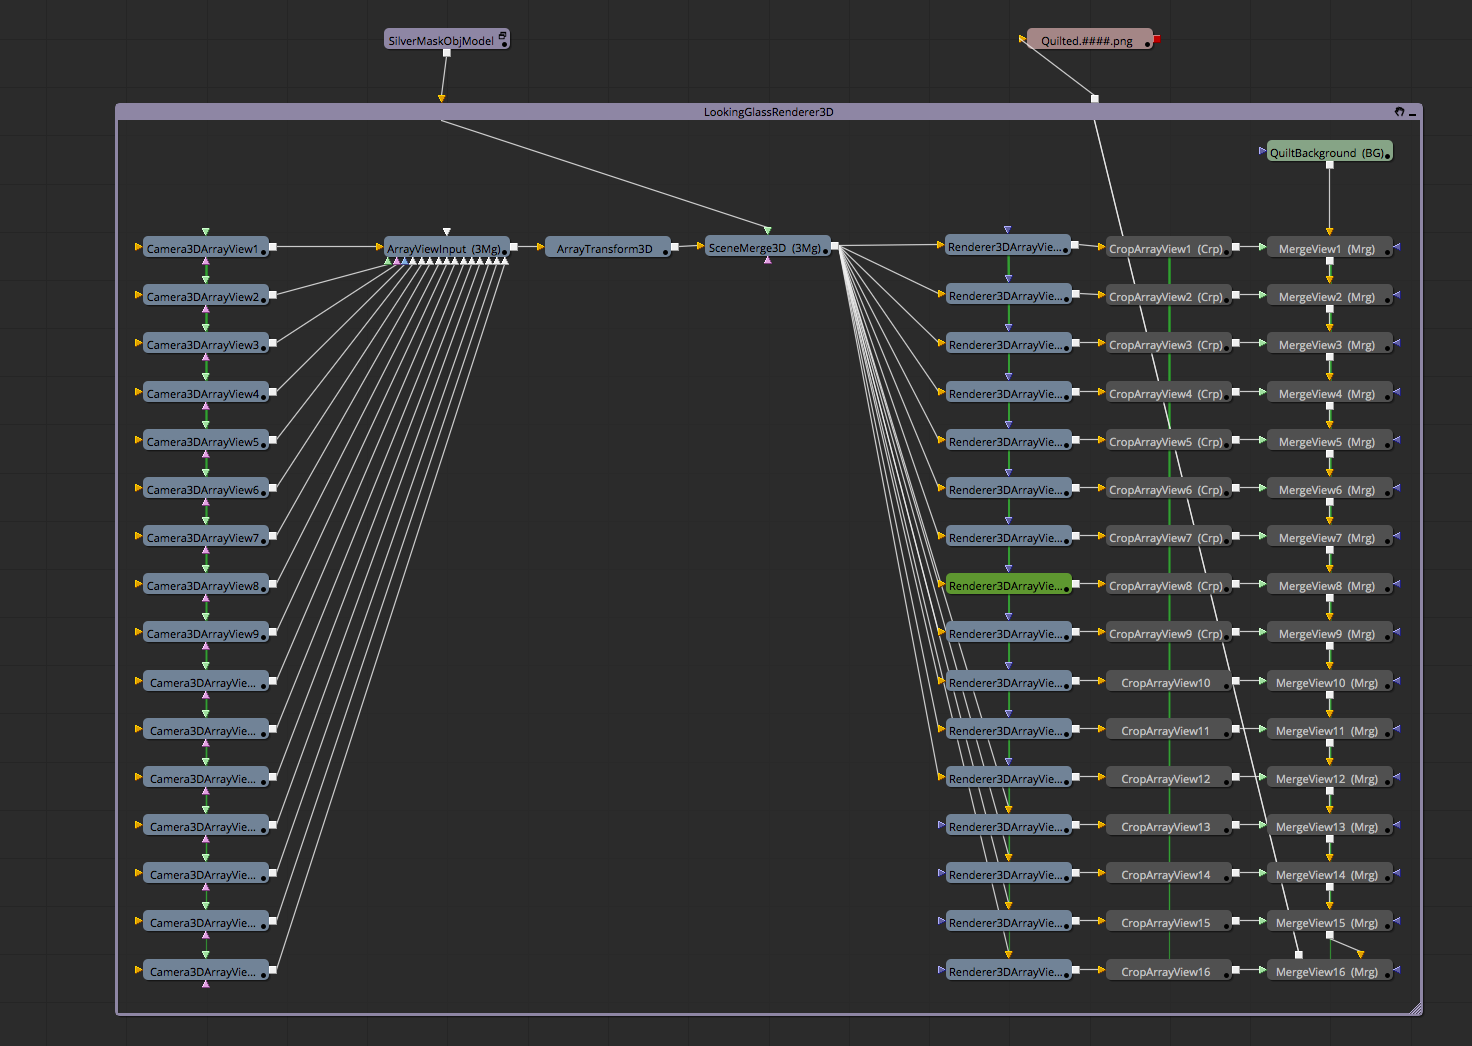 SilverMaskObjModel
Quilted.####.png
LookingGlassRenderer3D
QuiltBackground (BG)
Camera3DArrayView1 ArrayViewInput (3Mg) ArrayTransform3D SceneMerge3D (3Mg) Renderer3DArrayVie... CropArrayView1 (Crp) MergeView1 (Mrg)
Camera3DArrayView2 Renderer3DArrayVie... CropArrayView2 (Crp) MergeView2 (Mrg)
Camera3DArrayView3 Renderer3DArrayVie... CropArrayView3 (Crp) MergeView3 (Mrg)
Camera3DArrayView4 Renderer3DArrayVie... CropArrayView4 (Crp) MergeView4 (Mrg)
Camera3DArrayView5 Renderer3DArrayVie... CropArrayView5 (Crp) MergeView5 (Mrg)
Camera3DArrayView6 Renderer3DArrayVie... CropArrayView6 (Crp) MergeView6 (Mrg)
Camera3DArrayView7 Renderer3DArrayVie... CropArrayView7 (Crp) MergeView7 (Mrg)
Camera3DArrayView8 Renderer3DArrayVie... CropArrayView8 (Crp) MergeView8 (Mrg)
Camera3DArrayView9 Renderer3DArrayVie... CropArrayView9 (Crp) MergeView9 (Mrg)
Camera3DArrayVie... Renderer3DArrayVie... CropArrayView10 MergeView10 (Mrg)
Camera3DArrayVie... Renderer3DArrayVie... CropArrayView11 MergeView11 (Mrg)
Camera3DArrayVie... Renderer3DArrayVie... CropArrayView12 MergeView12 (Mrg)
Camera3DArrayVie... Renderer3DArrayVie... CropArrayView13 MergeView13 (Mrg)
Camera3DArrayVie... Renderer3DArrayVie... CropArrayView14 MergeView14 (Mrg)
Camera3DArrayVie... Renderer3DArrayVie... CropArrayView15 MergeView15 (Mrg)
Camera3DArrayVie... Renderer3DArrayVie... CropArrayView16 MergeView16 (Mrg)